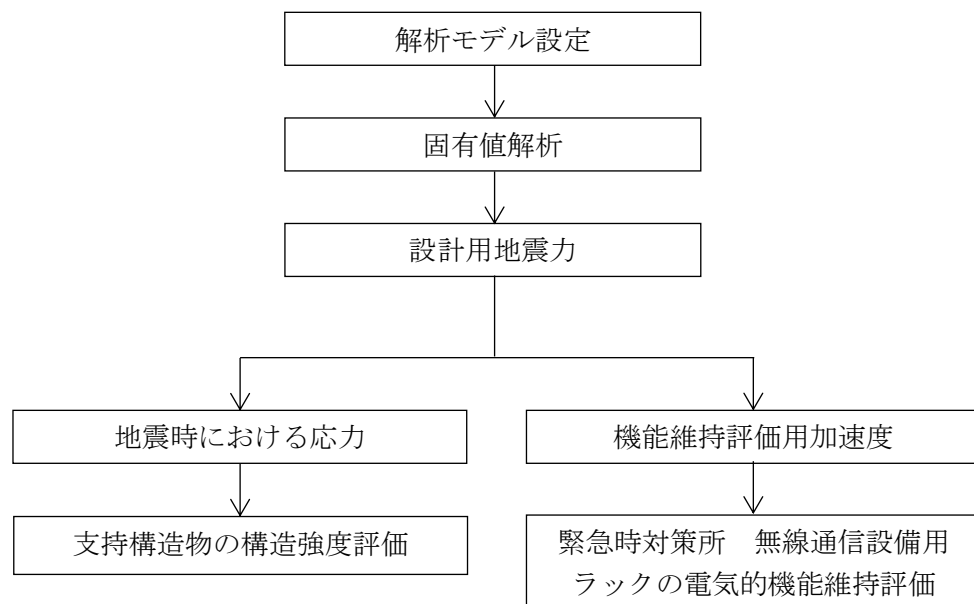 解析モデル設定
固有値解析
設計用地震力
地震時における応力
機能維持評価用加速度
支持構造物の構造強度評価
緊急時対策所　無線通信設備用
ラックの電気的機能維持評価